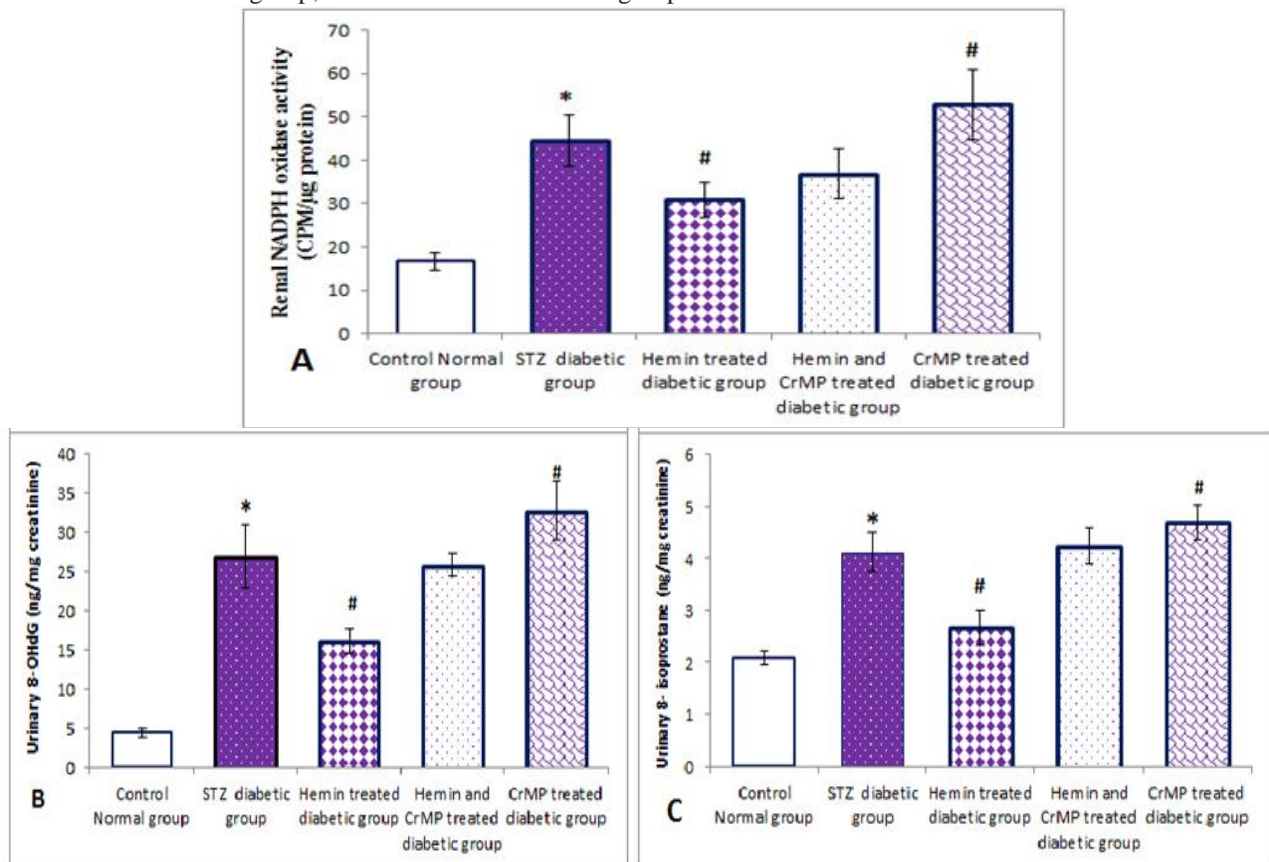 group, group
Renal NADPH oxidase activity
(CPM/µg protein)
70
60
50
40
30
20
10
0
*
#
#
A
Control Normal group
STZ diabetic group
Hemin treated diabetic group
Hemin and CrMP treated diabetic group
CrMP treated diabetic group
Urinary 8-OHdG (ng/mg creatinine)
40
35
30
25
20
15
10
5
0
*
#
#
B
Control Normal group
STZ diabetic group
Hemin treated diabetic group
Hemin and CrMP treated diabetic group
CrMP treated diabetic group
Urinary 8- isoprostane (ng/mg creatinine)
6
5
4
3
2
1
0
*
#
#
C
Control Normal group
STZ diabetic group
Hemin treated diabetic group
Hemin and CrMP treated diabetic group
CrMP treated diabetic group